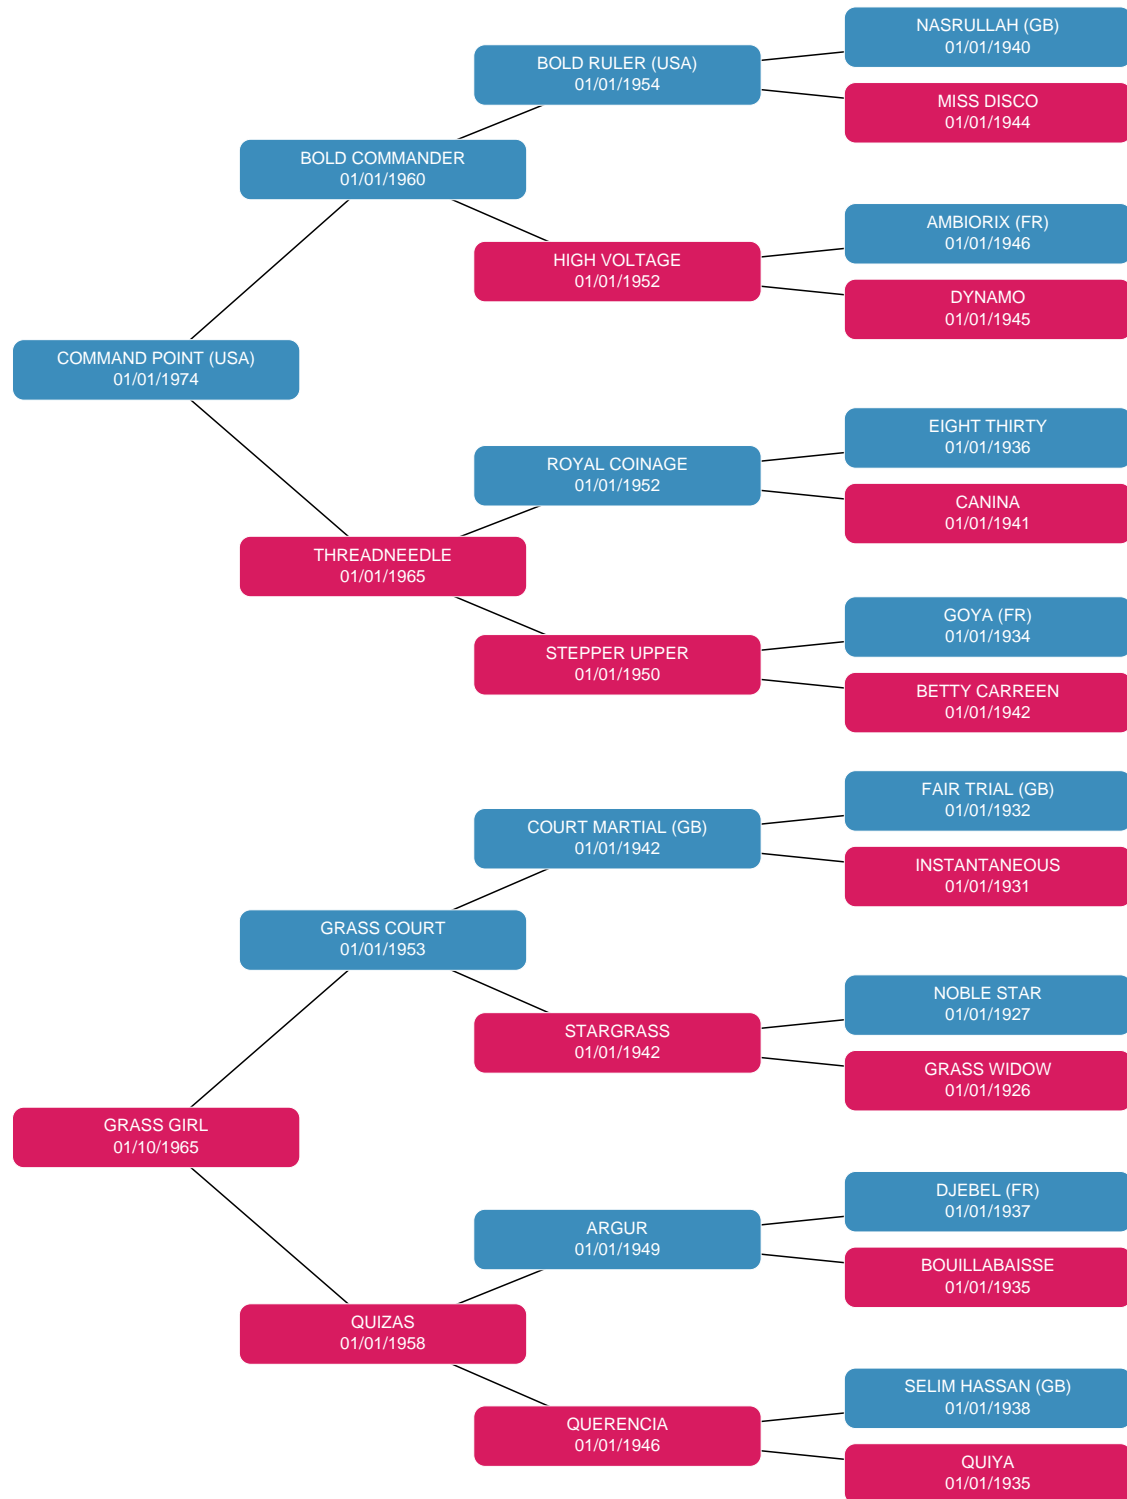 NASRULLAH (GB)
01/01/1940
BOLD RULER (USA)
01/01/1954
MISS DISCO
01/01/1944
BOLD COMMANDER
01/01/1960
AMBIORIX (FR)
01/01/1946
HIGH VOLTAGE
01/01/1952
DYNAMO
01/01/1945
COMMAND POINT (USA)
01/01/1974
EIGHT THIRTY
01/01/1936
ROYAL COINAGE
01/01/1952
CANINA
01/01/1941
THREADNEEDLE
01/01/1965
GOYA (FR)
01/01/1934
STEPPER UPPER
01/01/1950
BETTY CARREEN
01/01/1942
FAIR TRIAL (GB)
01/01/1932
COURT MARTIAL (GB)
01/01/1942
INSTANTANEOUS
01/01/1931
GRASS COURT
01/01/1953
NOBLE STAR
01/01/1927
STARGRASS
01/01/1942
GRASS WIDOW
01/01/1926
GRASS GIRL
01/10/1965
DJEBEL (FR)
01/01/1937
ARGUR
01/01/1949
BOUILLABAISSE
01/01/1935
QUIZAS
01/01/1958
SELIM HASSAN (GB)
01/01/1938
QUERENCIA
01/01/1946
QUIYA
01/01/1935